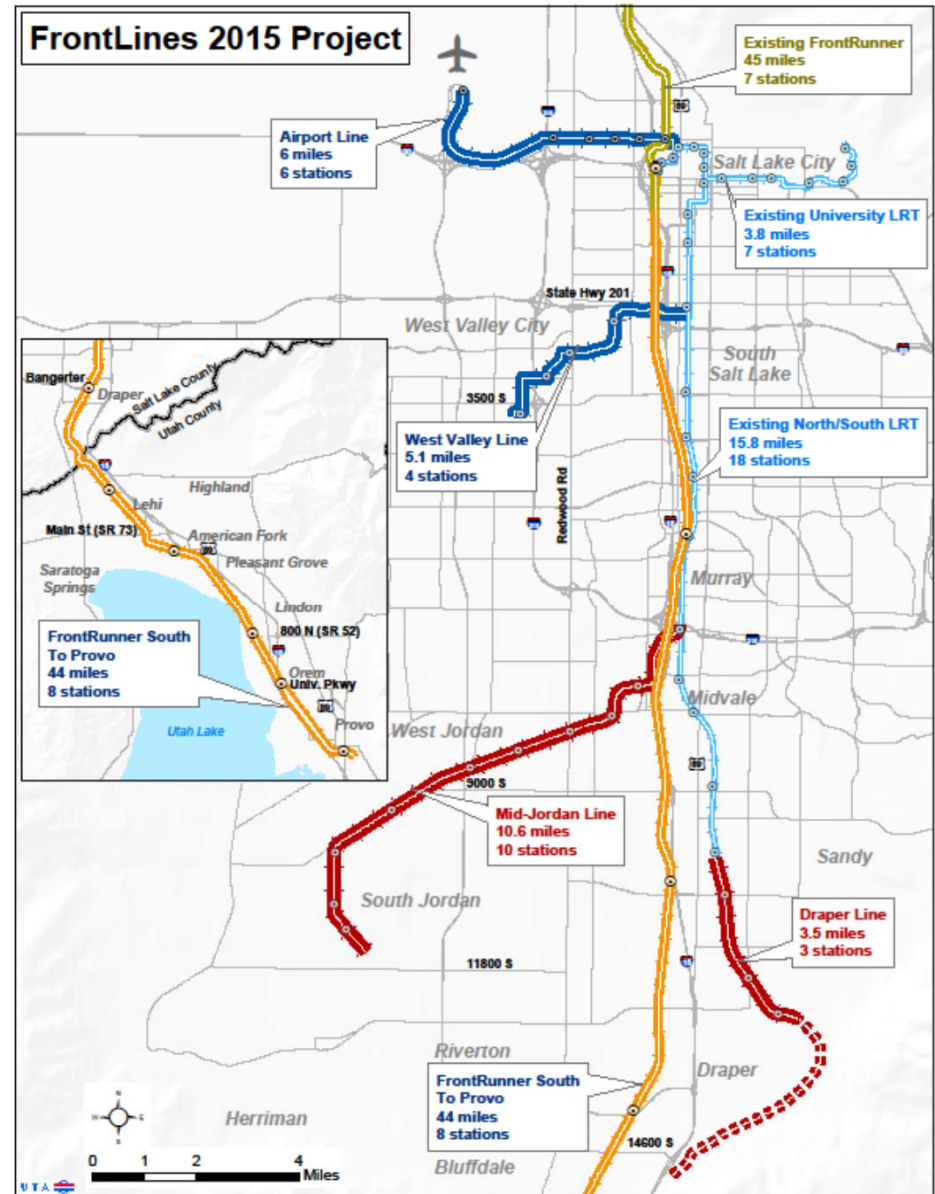 FrontLines 2015 Project
Existing FrontRunner
45 miles
7 stations
Airport Line
6 miles
6 stations
Salt Lake City
Existing University LRT
3.8 miles
7 stations
State Hwy 201
West Valley City
South
Salt Lake
3500 S
West Valley Line
5.1 miles
4 stations
Existing North/South LRT
15.8 miles
18 stations
Redwood Rd
Murray
Midvale
Bangerter
Draper
Salt Lake County
Utah County
Highland
Lehi
Main St (SR 73)
American Fork
Pleasant Grove
Saratoga
Springs
Lindon
800 N (SR 52)
FrontRunner South
To Provo
44 miles
8 stations
Orem
Univ. Pkwy
Provo
Utah Lake
West Jordan
9000 S
Mid-Jordan Line
10.6 miles
10 stations
Sandy
South Jordan
Draper Line
3.5 miles
3 stations
11800 S
Riverton
Draper
FrontRunner South
To Provo
44 miles
8 stations
Herriman
14600 S
Bluffdale
N
W E
S
0 1 2 4
Miles
UTA